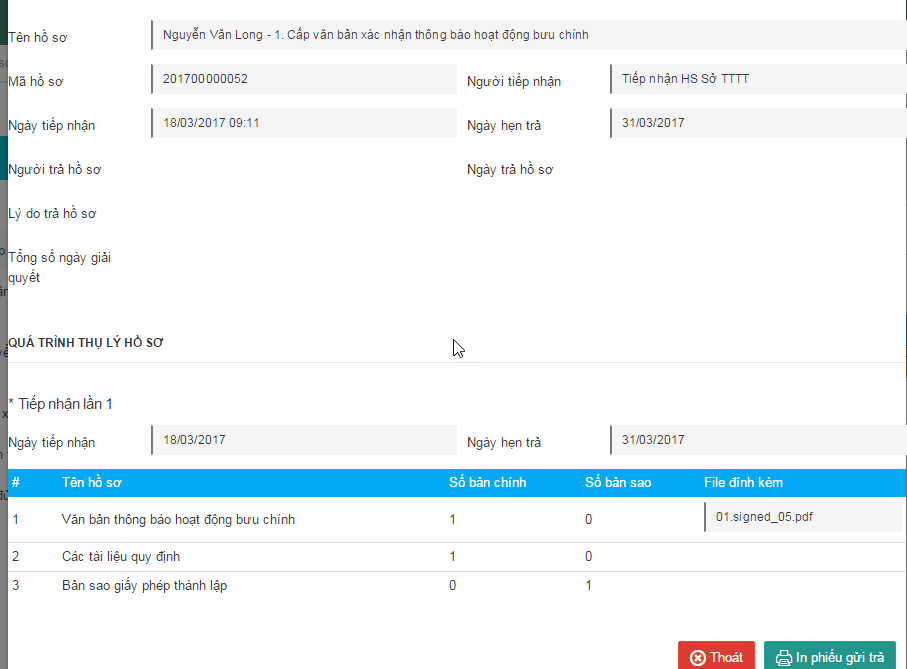 Tên hồ sơ Nguyễn Văn Long - 1. Cấp văn bản xác nhận thông báo hoạt động bưu chính
Mã hồ sơ 201700000052 Người tiếp nhận Tiếp nhận HS Sở TTTT
Ngày tiếp nhận 18/03/2017 09:11 Ngày hẹn trả 31/03/2017
Người trả hồ sơ Ngày trả hồ sơ
Lý do trả hồ sơ
Tổng số ngày giải
quyết
QUÁ TRÌNH THỤ LÝ HỒ SƠ
* Tiếp nhận lần 1
Ngày tiếp nhận 18/03/2017 Ngày hẹn trả 31/03/2017
# Tên hồ sơ Số bản chính Số bản sao File đính kèm
1 Văn bản thông báo hoạt động bưu chính 1 0 01.signed_05.pdf
2 Các tài liệu quy định 1 0
3 Bản sao giấy phép thành lập 0 1
Thoát In phiếu gửi trả